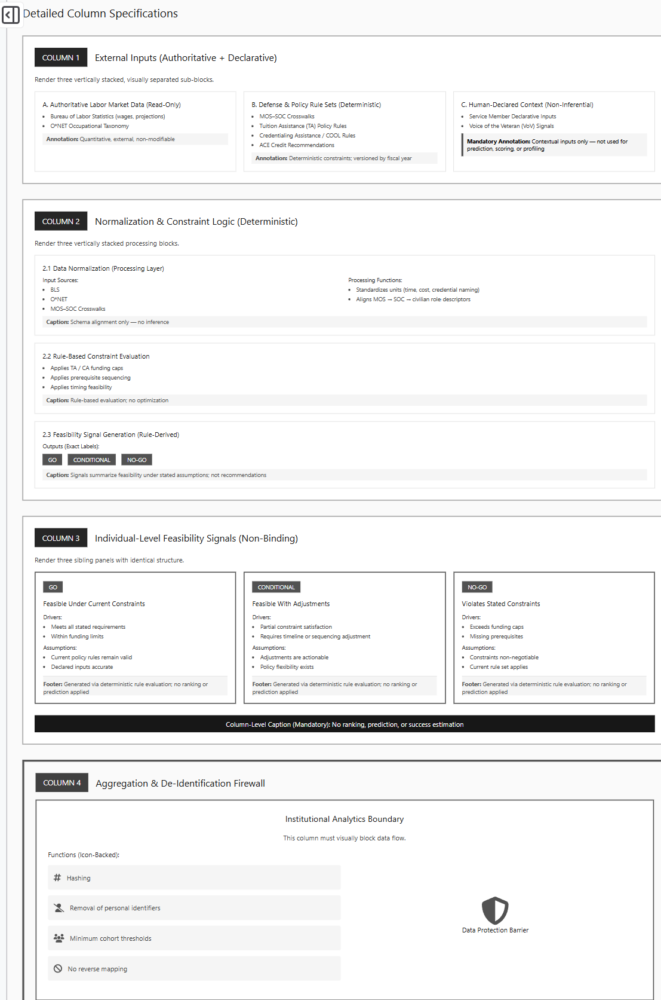 Detailed Column Specifications
COLUMN 1
External Inputs (Authoritative + Declarative)
Render three vertically stacked, visually separated sub-blocks.
A. Authoritative Labor Market Data (Read-Only)
Bureau of Labor Statistics (wages, projections)
O*NET Occupational Taxonomy
Annotation: Quantitative, external, non-modifiable
B. Defense & Policy Rule Sets (Deterministic)
MOS–SOC Crosswalks
Tuition Assistance (TA) Policy Rules
Credentialing Assistance / COOL Rules
ACE Credit Recommendations
Annotation: Deterministic constraints; versioned by fiscal year
C. Human-Declared Context (Non-Inferential)
Service Member Declarative Inputs
Voice of the Veteran (VoV) Signals
Mandatory Annotation: Contextual inputs only — not used for
prediction, scoring, or profiling
COLUMN 2
Normalization & Constraint Logic (Deterministic)
Render three vertically stacked processing blocks.
2.1 Data Normalization (Processing Layer)
Input Sources:
BLS
O*NET
MOS–SOC Crosswalks
Processing Functions:
Standardizes units (time, cost, credential naming)
Aligns MOS → SOC → civilian role descriptors
Caption: Schema alignment only — no inference
2.2 Rule-Based Constraint Evaluation
Applies TA / CA funding caps
Applies prerequisite sequencing
Applies timing feasibility
Caption: Rule-based evaluation; no optimization
2.3 Feasibility Signal Generation (Rule-Derived)
Outputs (Exact Labels):
GO
CONDITIONAL
NO-GO
Caption: Signals summarize feasibility under stated assumptions; not recommendations
COLUMN 3
Individual-Level Feasibility Signals (Non-Binding)
Render three sibling panels with identical structure.
GO
Feasible Under Current Constraints
Drivers:
Meets all stated requirements
Within funding limits
Assumptions:
Current policy rules remain valid
Declared inputs accurate
Footer: Generated via deterministic rule evaluation; no ranking or
prediction applied
CONDITIONAL
Feasible With Adjustments
Drivers:
Partial constraint satisfaction
Requires timeline or sequencing adjustment
Assumptions:
Adjustments are actionable
Policy flexibility exists
Footer: Generated via deterministic rule evaluation; no ranking or
prediction applied
NO-GO
Violates Stated Constraints
Drivers:
Exceeds funding caps
Missing prerequisites
Assumptions:
Constraints non-negotiable
Current rule set applies
Footer: Generated via deterministic rule evaluation; no ranking or
prediction applied
Column-Level Caption (Mandatory): No ranking, prediction, or success estimation
COLUMN 4
Aggregation & De-Identification Firewall
Institutional Analytics Boundary
This column must visually block data flow.
Functions (Icon-Backed):
Hashing
Removal of personal identifiers
Minimum cohort thresholds
No reverse mapping
Data Protection Barrier